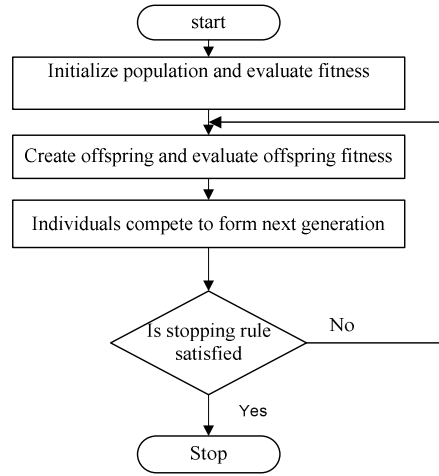 start
Initialize population and evaluate fitness
Create offspring and evaluate offspring fitness
Individuals compete to form next generation
Is stopping rule
satisfied
No
Yes
Stop